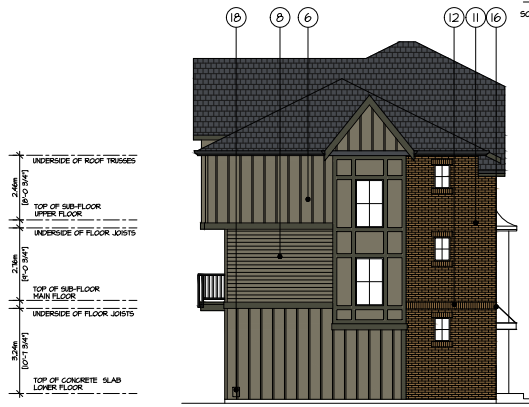 18 8 6 12 11 16
UNDERSIDE OF ROOF TRUSSES
2.46m
[8'-0 3/4"]
TOP OF SUB-FLOOR
UPPER FLOOR
UNDERSIDE OF FLOOR JOISTS
2.76m
[9'-0 3/4"]
TOP OF SUB-FLOOR
MAIN FLOOR
UNDERSIDE OF FLOOR JOISTS
3.24m
[10'-7 3/4"]
TOP OF CONCRETE SLAB
LOWER FLOOR